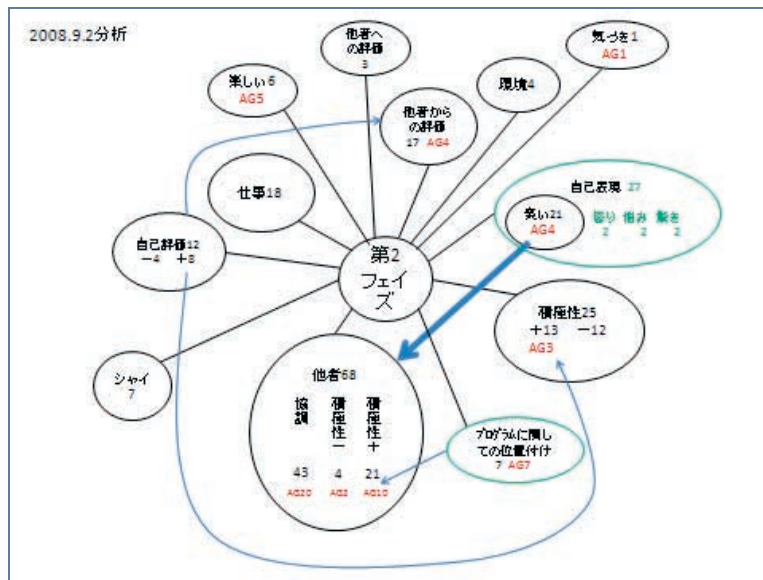 2008.9.2分析
他者へ
の評価
3
気づき1
AG1
楽しい6
AG5
環境4
他者から
の評価
17 AG4
自己表現 27
笑い21
AG4
怒り 悩み 驚き
2 2 2
仕事18
自己評価12
－4 ＋8
第2
フェイ
ズ
積極性25
＋13 －12
AG3
シャイ
7
他者68
協調 積極性－ 積極性＋
43 4 21
AG20 AG2 AG10
プログラムに関し
ての位置付け
7 AG7